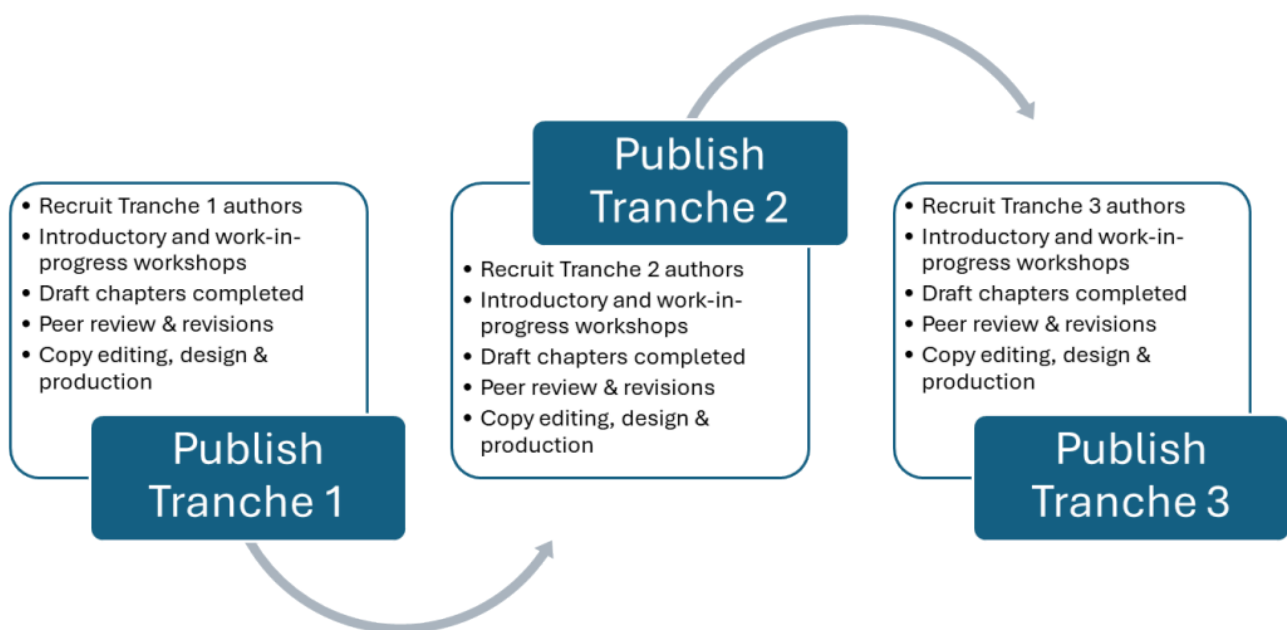 • Recruit Tranche 1 authors
• Introductory and work-in-
progress workshops
• Draft chapters completed
• Peer review & revisions
• Copy editing, design &
production
Publish
Tranche 1
Publish
Tranche 2
• Recruit Tranche 2 authors
• Introductory and work-in-
progress workshops
• Draft chapters completed
• Peer review & revisions
• Copy editing, design &
production
• Recruit Tranche 3 authors
• Introductory and work-in-
progress workshops
• Draft chapters completed
• Peer review & revisions
• Copy editing, design &
production
Publish
Tranche 3